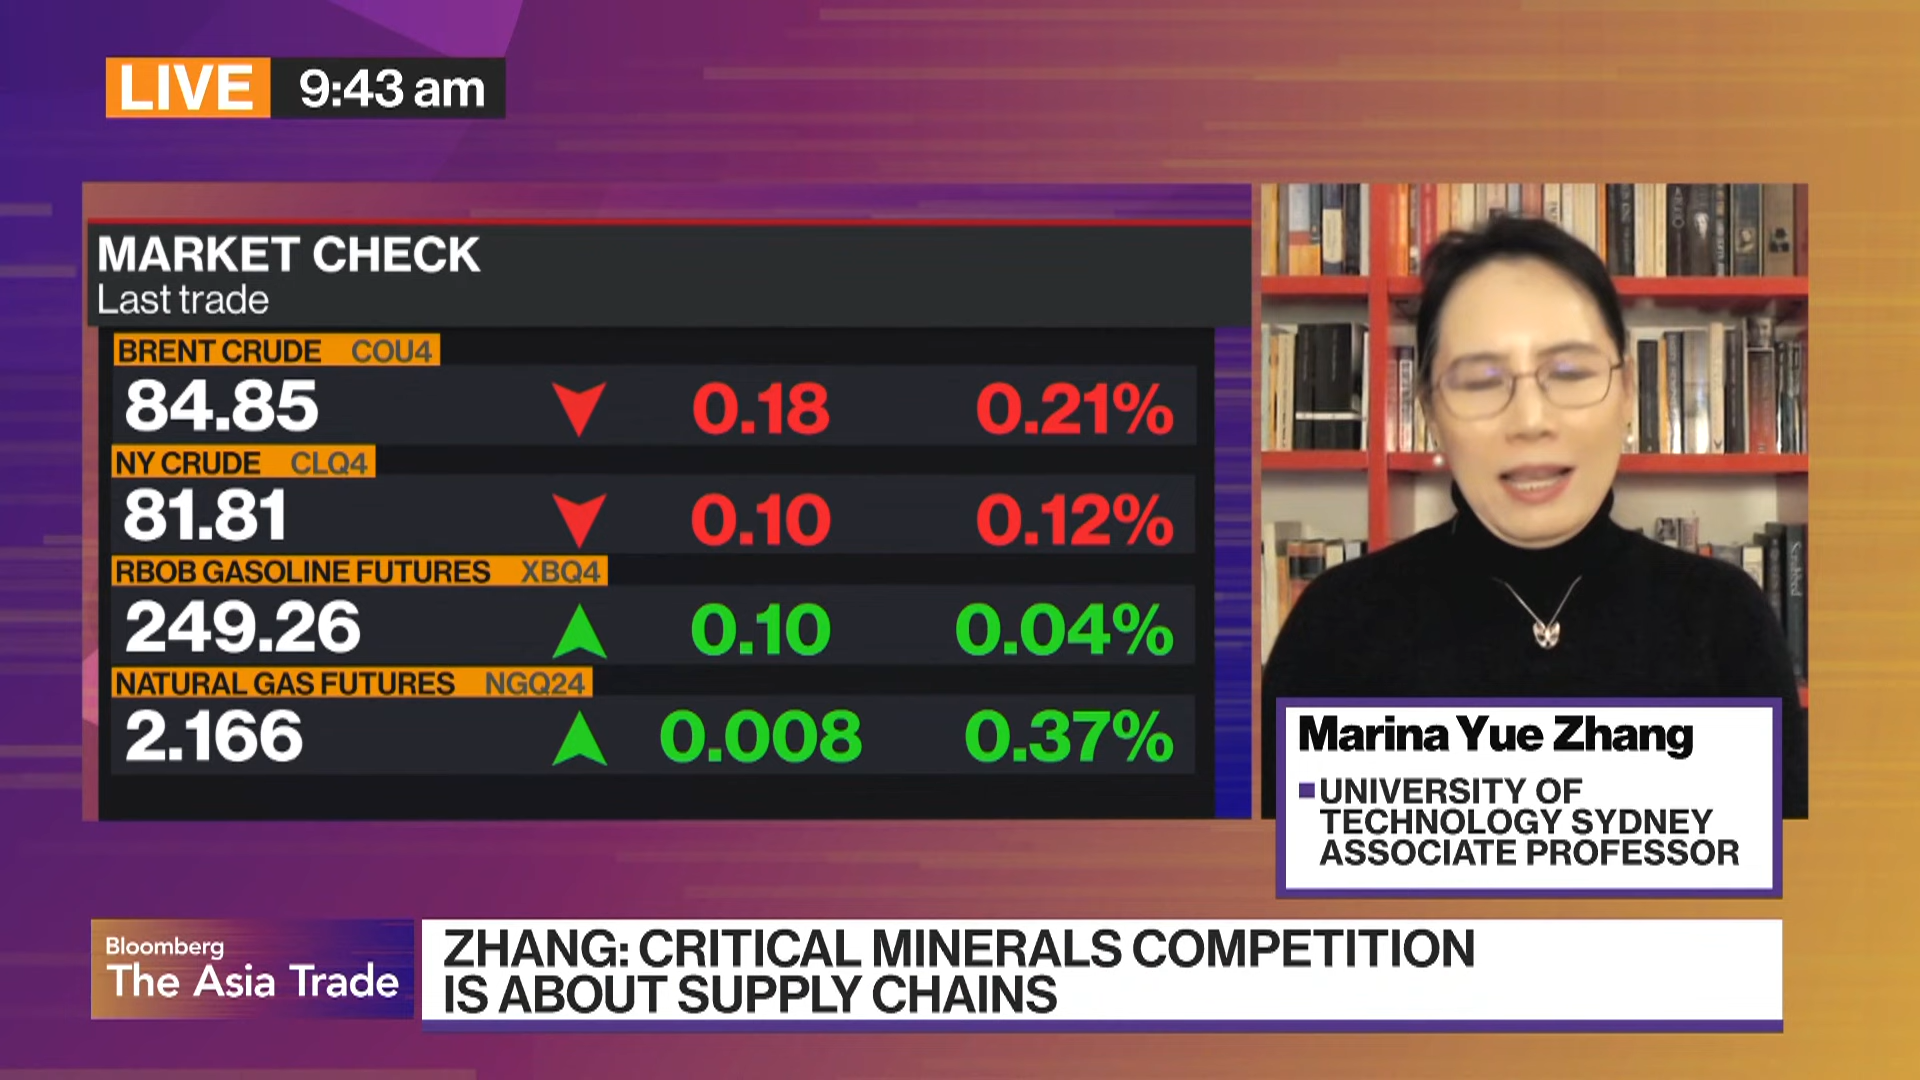 LIVE 9:43 am
MARKET CHECK
Last trade
BRENT CRUDE COU4
84.85 0.18 0.21%
NY CRUDE CLQ4
81.81 0.10 0.12%
RBOB GASOLINE FUTURES XBQ4
249.26 0.10 0.04%
NATURAL GAS FUTURES NGQ24
2.166 0.008 0.37%
Marina Yue Zhang
UNIVERSITY OF
TECHNOLOGY SYDNEY
ASSOCIATE PROFESSOR
Bloomberg
The Asia Trade
ZHANG: CRITICAL MINERALS COMPETITION
IS ABOUT SUPPLY CHAINS